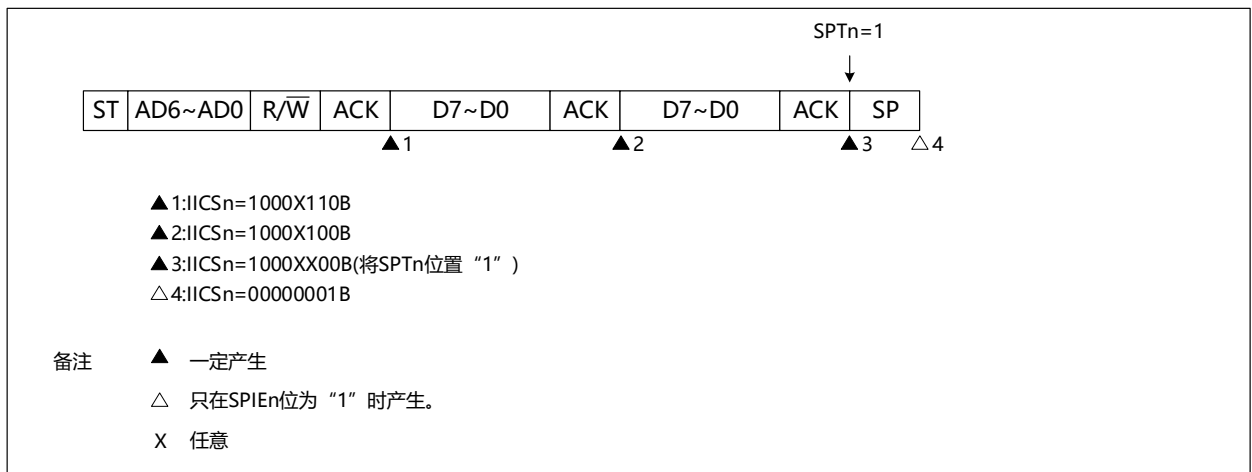 SPTn=1
ST AD6~AD0 R/W̅ ACK D7~D0 ACK D7~D0 ACK SP
▲1 ▲2 ▲3 △4
▲1:IICSn=1000X110B
▲2:IICSn=1000X100B
▲3:IICSn=1000XX00B(将SPTn位置“1”)
△4:IICSn=00000001B
备注 ▲ 一定产生
△ 只在SPIEn位为“1”时产生。
X 任意